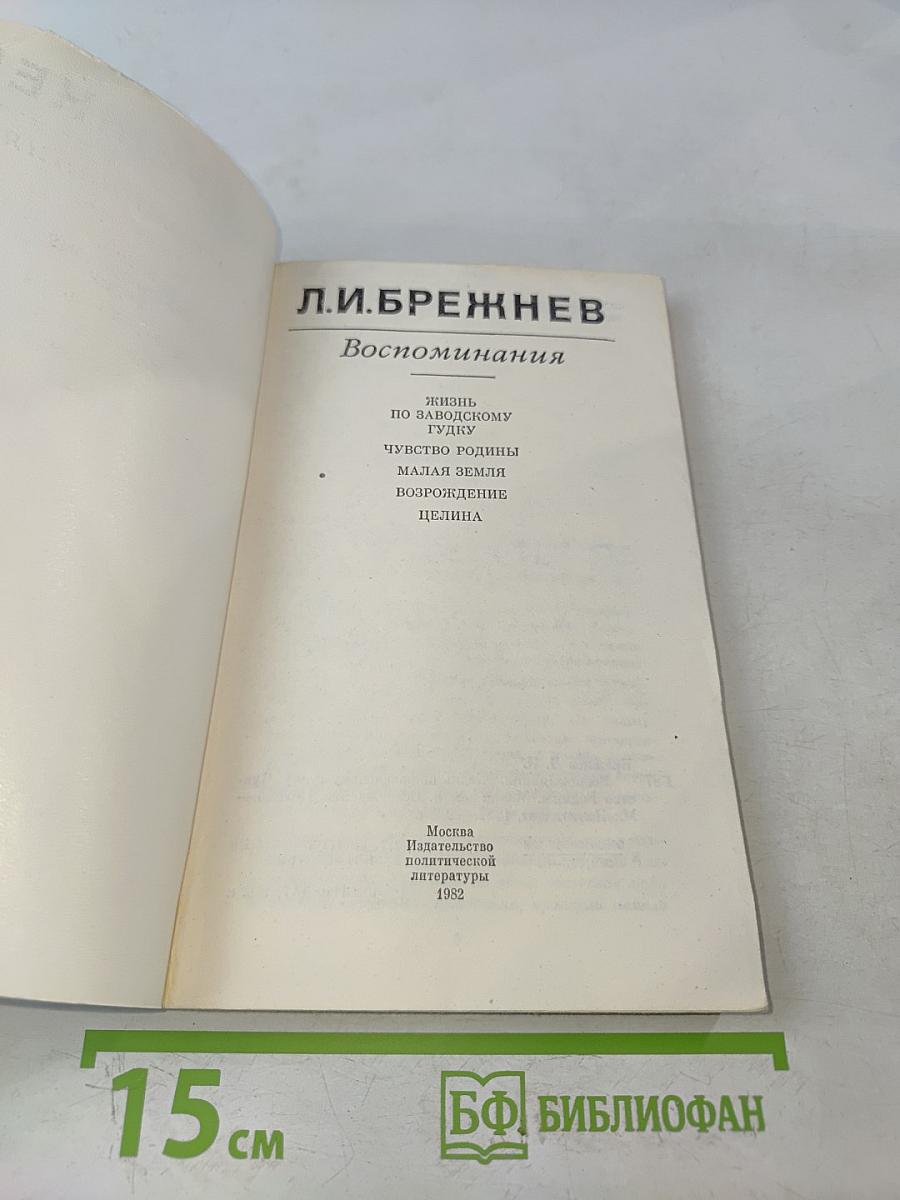 Л.И.БРЕЖНЕВ
Воспоминания
ЖИЗНЬ
ПО ЗАВОДСКОМУ
ГУДКУ
ЧУВСТВО РОДИНЫ
МАЛАЯ ЗЕМЛЯ
ВОЗРОЖДЕНИЕ
ЦЕЛИНА
Москва
Издательство
политической
литературы
1982
15 см
БФ БИБЛИОФАН